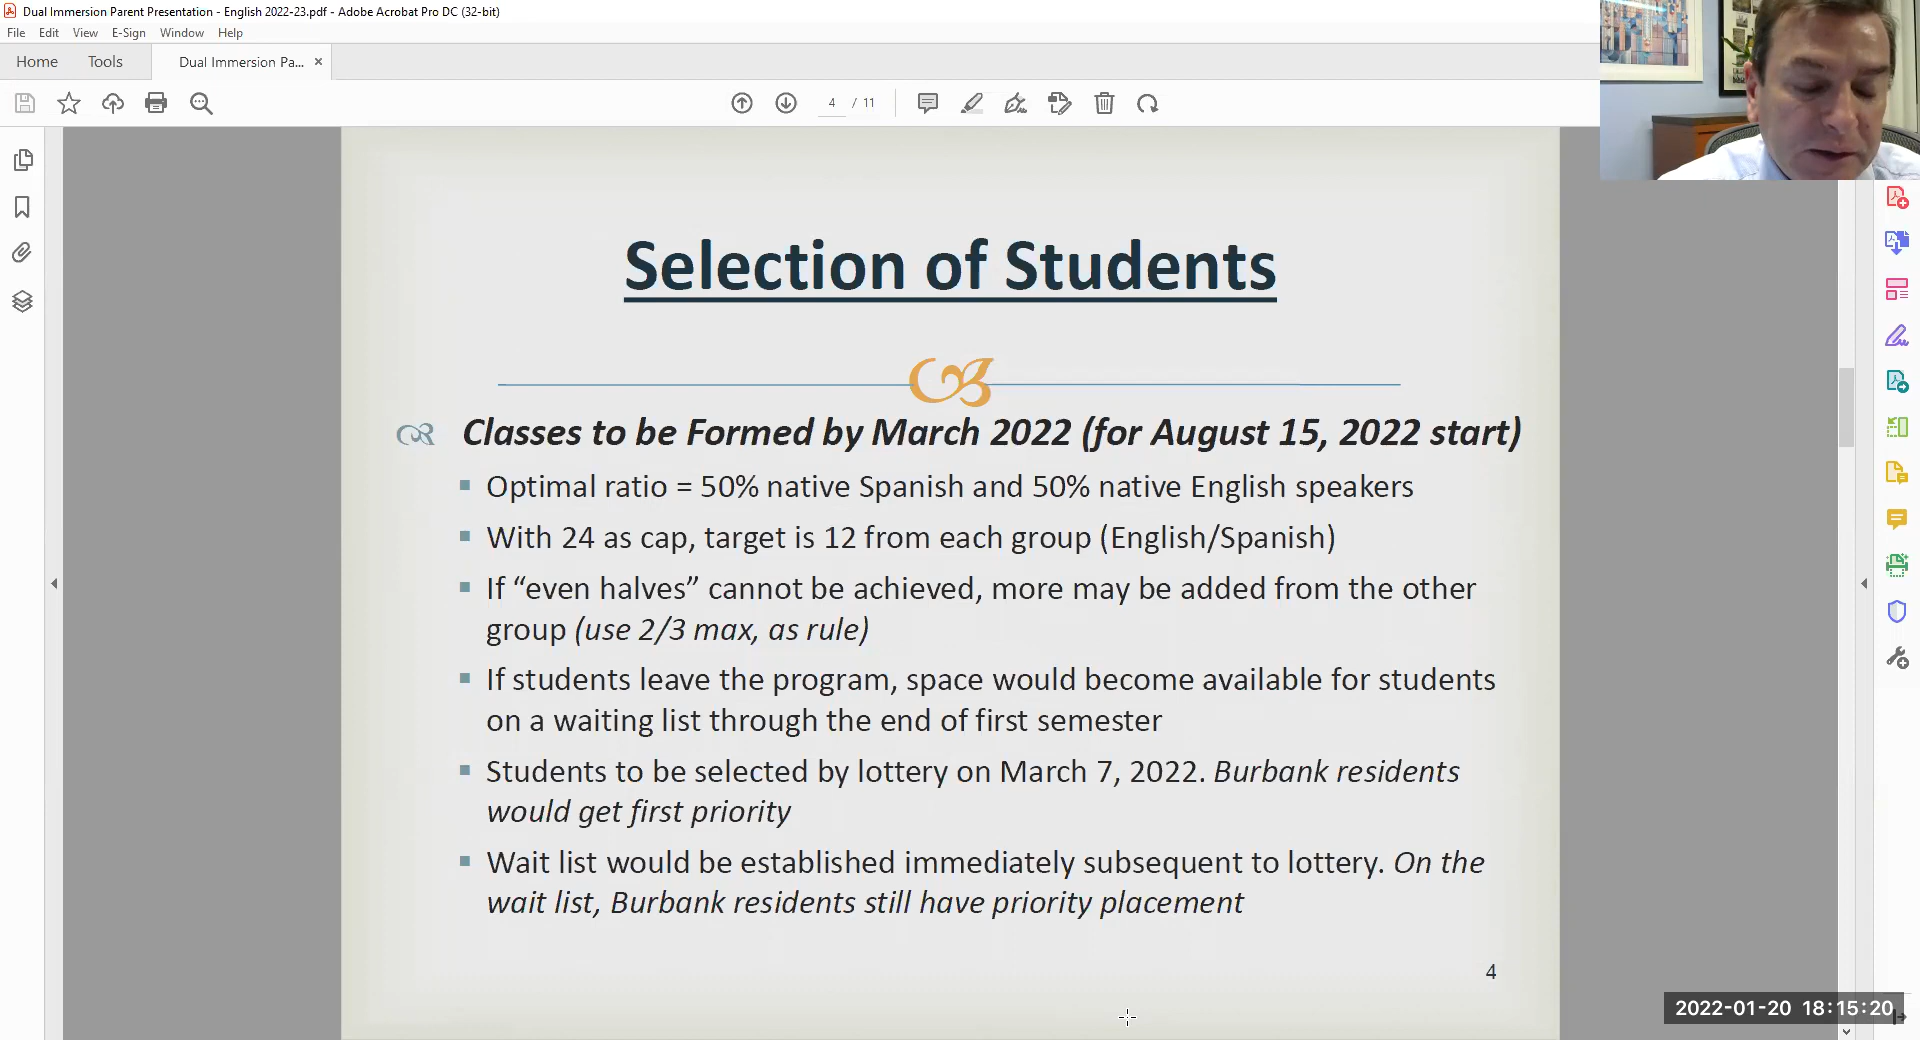 Dual Immersion Parent Presentation - English 2022-23.pdf - Adobe Acrobat Pro DC (32-bit)
File Edit View E-Sign Window Help
Home Tools Dual Immersion Pa... ×
4 / 11
Selection of Students
Classes to be Formed by March 2022 (for August 15, 2022 start)
Optimal ratio = 50% native Spanish and 50% native English speakers
With 24 as cap, target is 12 from each group (English/Spanish)
If “even halves” cannot be achieved, more may be added from the other
group (use 2/3 max, as rule)
If students leave the program, space would become available for students
on a waiting list through the end of first semester
Students to be selected by lottery on March 7, 2022. Burbank residents
would get first priority
Wait list would be established immediately subsequent to lottery. On the
wait list, Burbank residents still have priority placement
4
2022-01-20 18:15:20